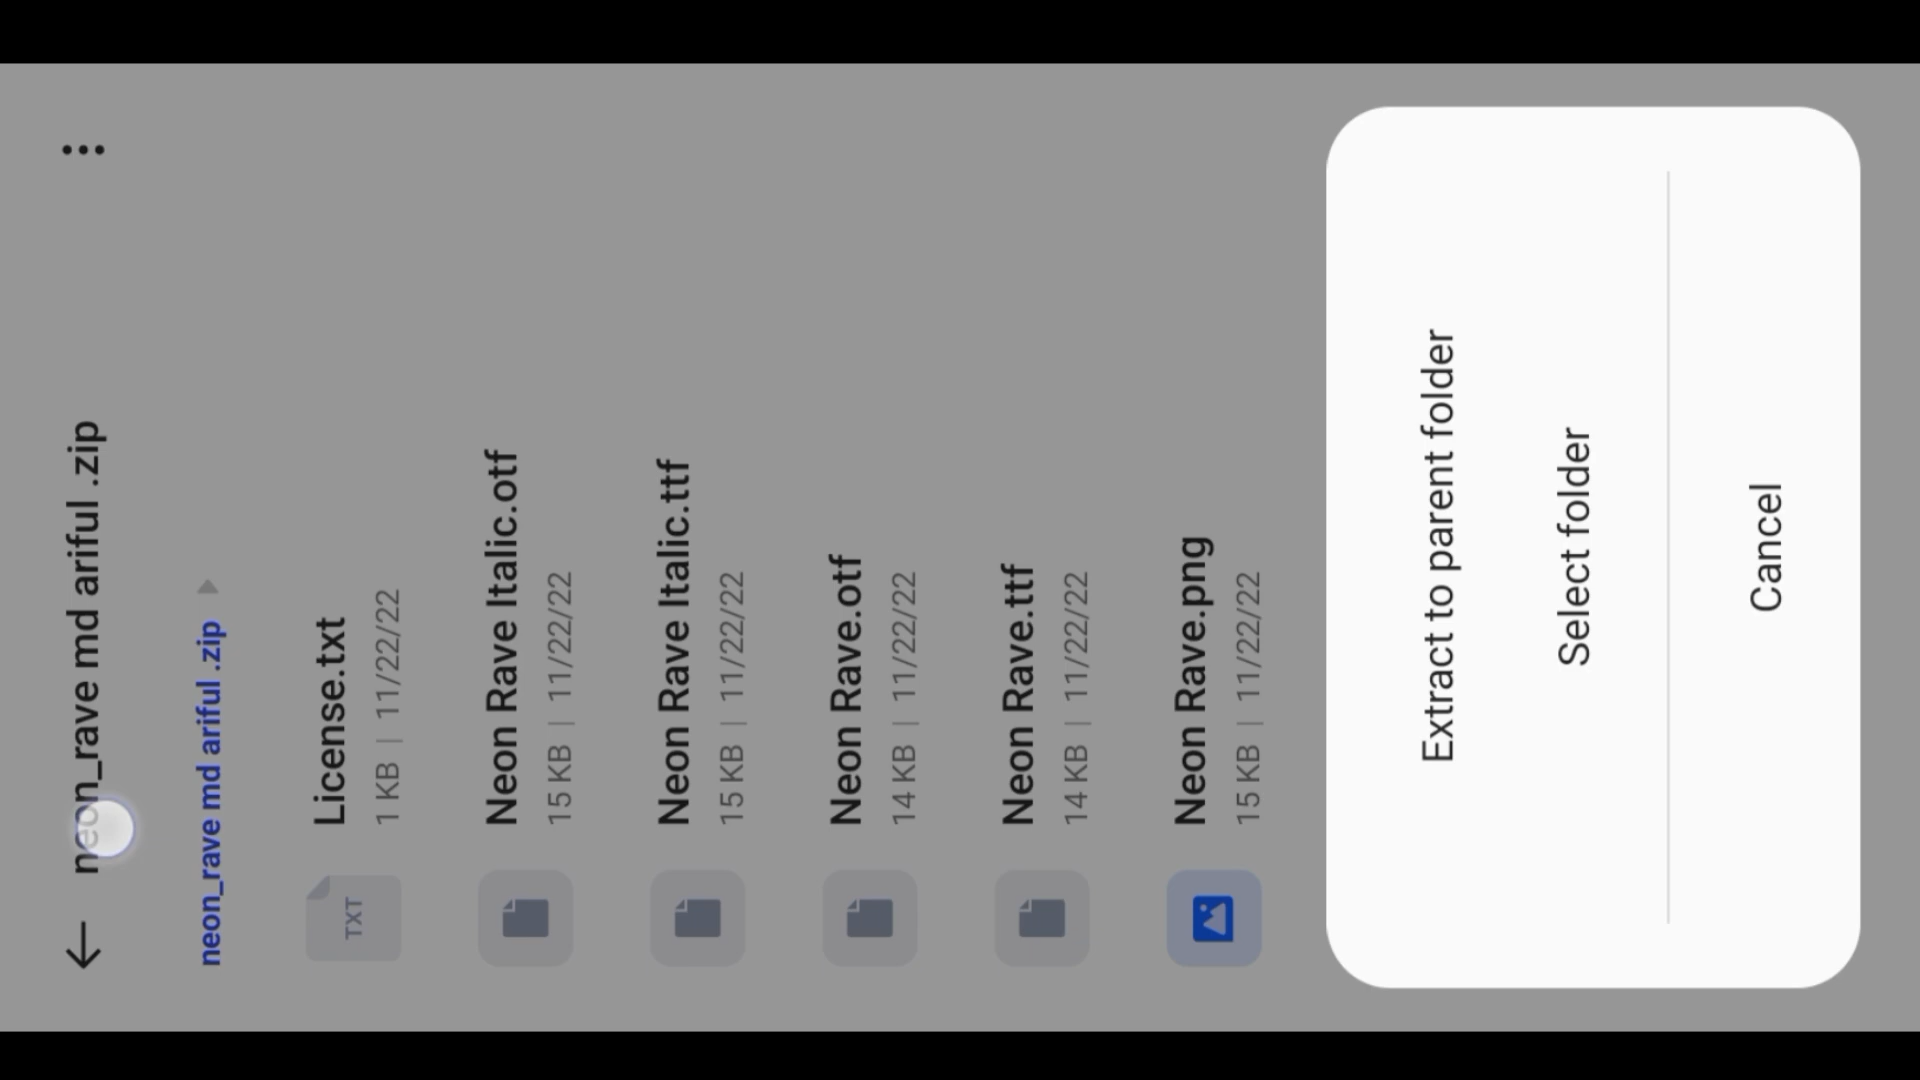 neon_rave md ariful .zip
neon_rave md ariful .zip
License.txt
1 KB | 11/22/22
TXT
Neon Rave Italic.otf
15 KB | 11/22/22
Neon Rave Italic.ttf
15 KB | 11/22/22
Neon Rave.otf
14 KB | 11/22/22
Neon Rave.ttf
14 KB | 11/22/22
Neon Rave.png
15 KB | 11/22/22
Extract to parent folder
Select folder
Cancel